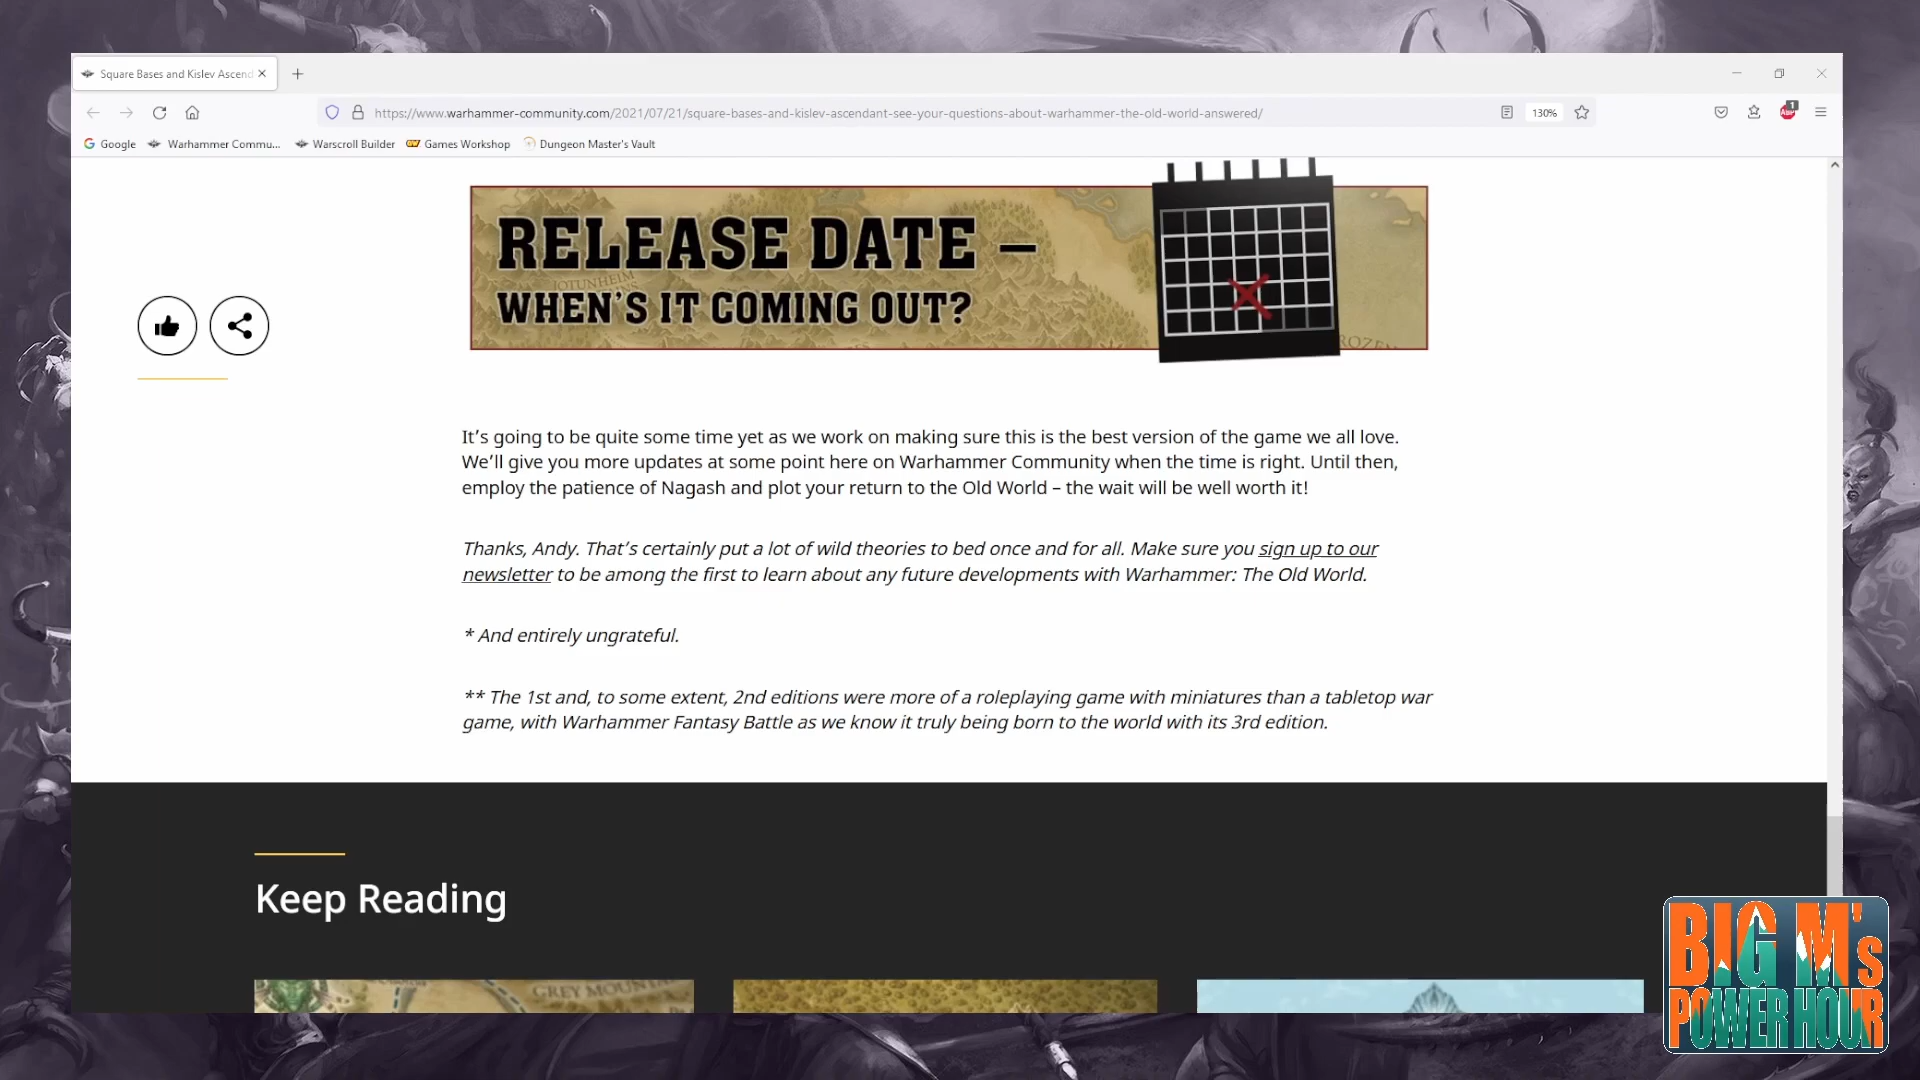 Square Bases and Kislev Ascend
https://www.warhammer-community.com/2021/07/21/square-bases-and-kislev-ascendant-see-your-questions-about-warhammer-the-old-world-answered/
130%
1
Google
Warhammer Commu...
Warscroll Builder
Games Workshop
Dungeon Master's Vault
RELEASE DATE –
WHEN'S IT COMING OUT?
JOTUNHEIM
It's going to be quite some time yet as we work on making sure this is the best version of the game we all love.
We'll give you more updates at some point here on Warhammer Community when the time is right. Until then,
employ the patience of Nagash and plot your return to the Old World – the wait will be well worth it!
Thanks, Andy. That's certainly put a lot of wild theories to bed once and for all. Make sure you sign up to our
newsletter to be among the first to learn about any future developments with Warhammer: The Old World.
* And entirely ungrateful.
** The 1st and, to some extent, 2nd editions were more of a roleplaying game with miniatures than a tabletop war
game, with Warhammer Fantasy Battle as we know it truly being born to the world with its 3rd edition.
Keep Reading
GREY MOUNTA
BIG M's
POWER HOUR